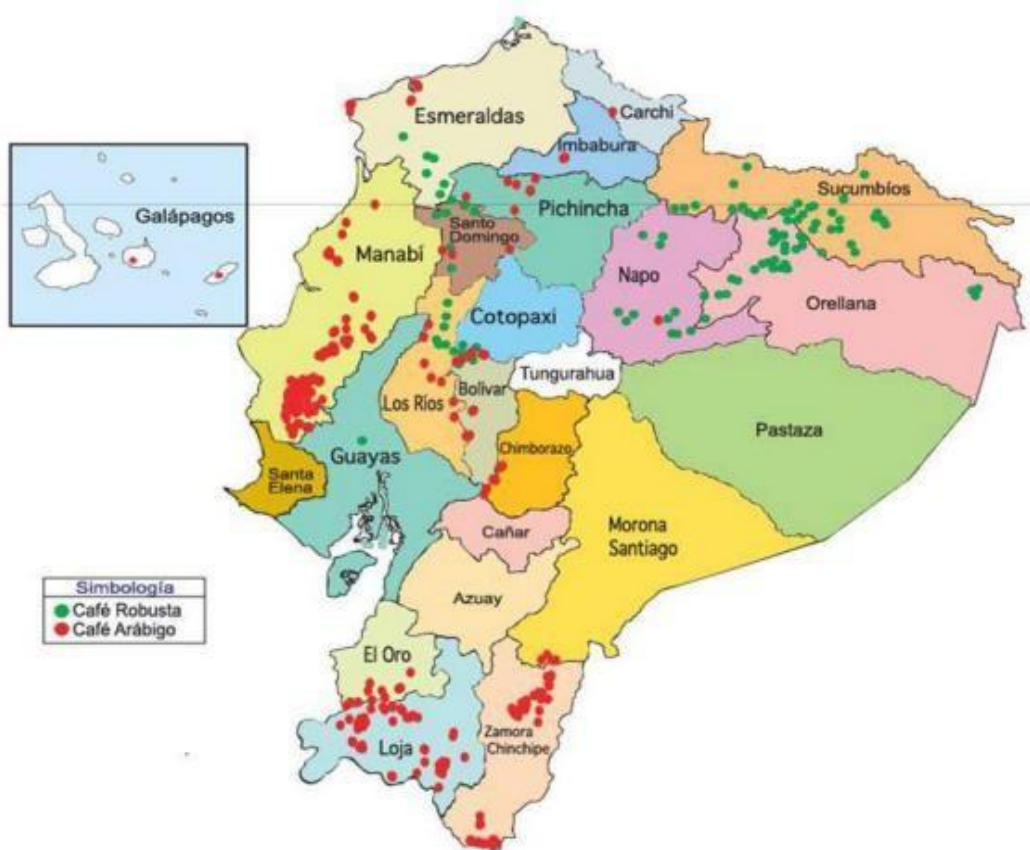 Esmeraldas
Carchi
Imbabura
Sucumbíos
Galápagos
Pichincha
Santo
Domingo
Manabí
Napo
Orellana
Cotopaxi
Tungurahua
Bolívar
Los Ríos
Pastaza
Chimborazo
Guayas
Santa
Elena
Morona
Santiago
Cañar
Simbología
Café Robusta
Café Arábigo
Azuay
El Oro
Zamora
Chinchipe
Loja